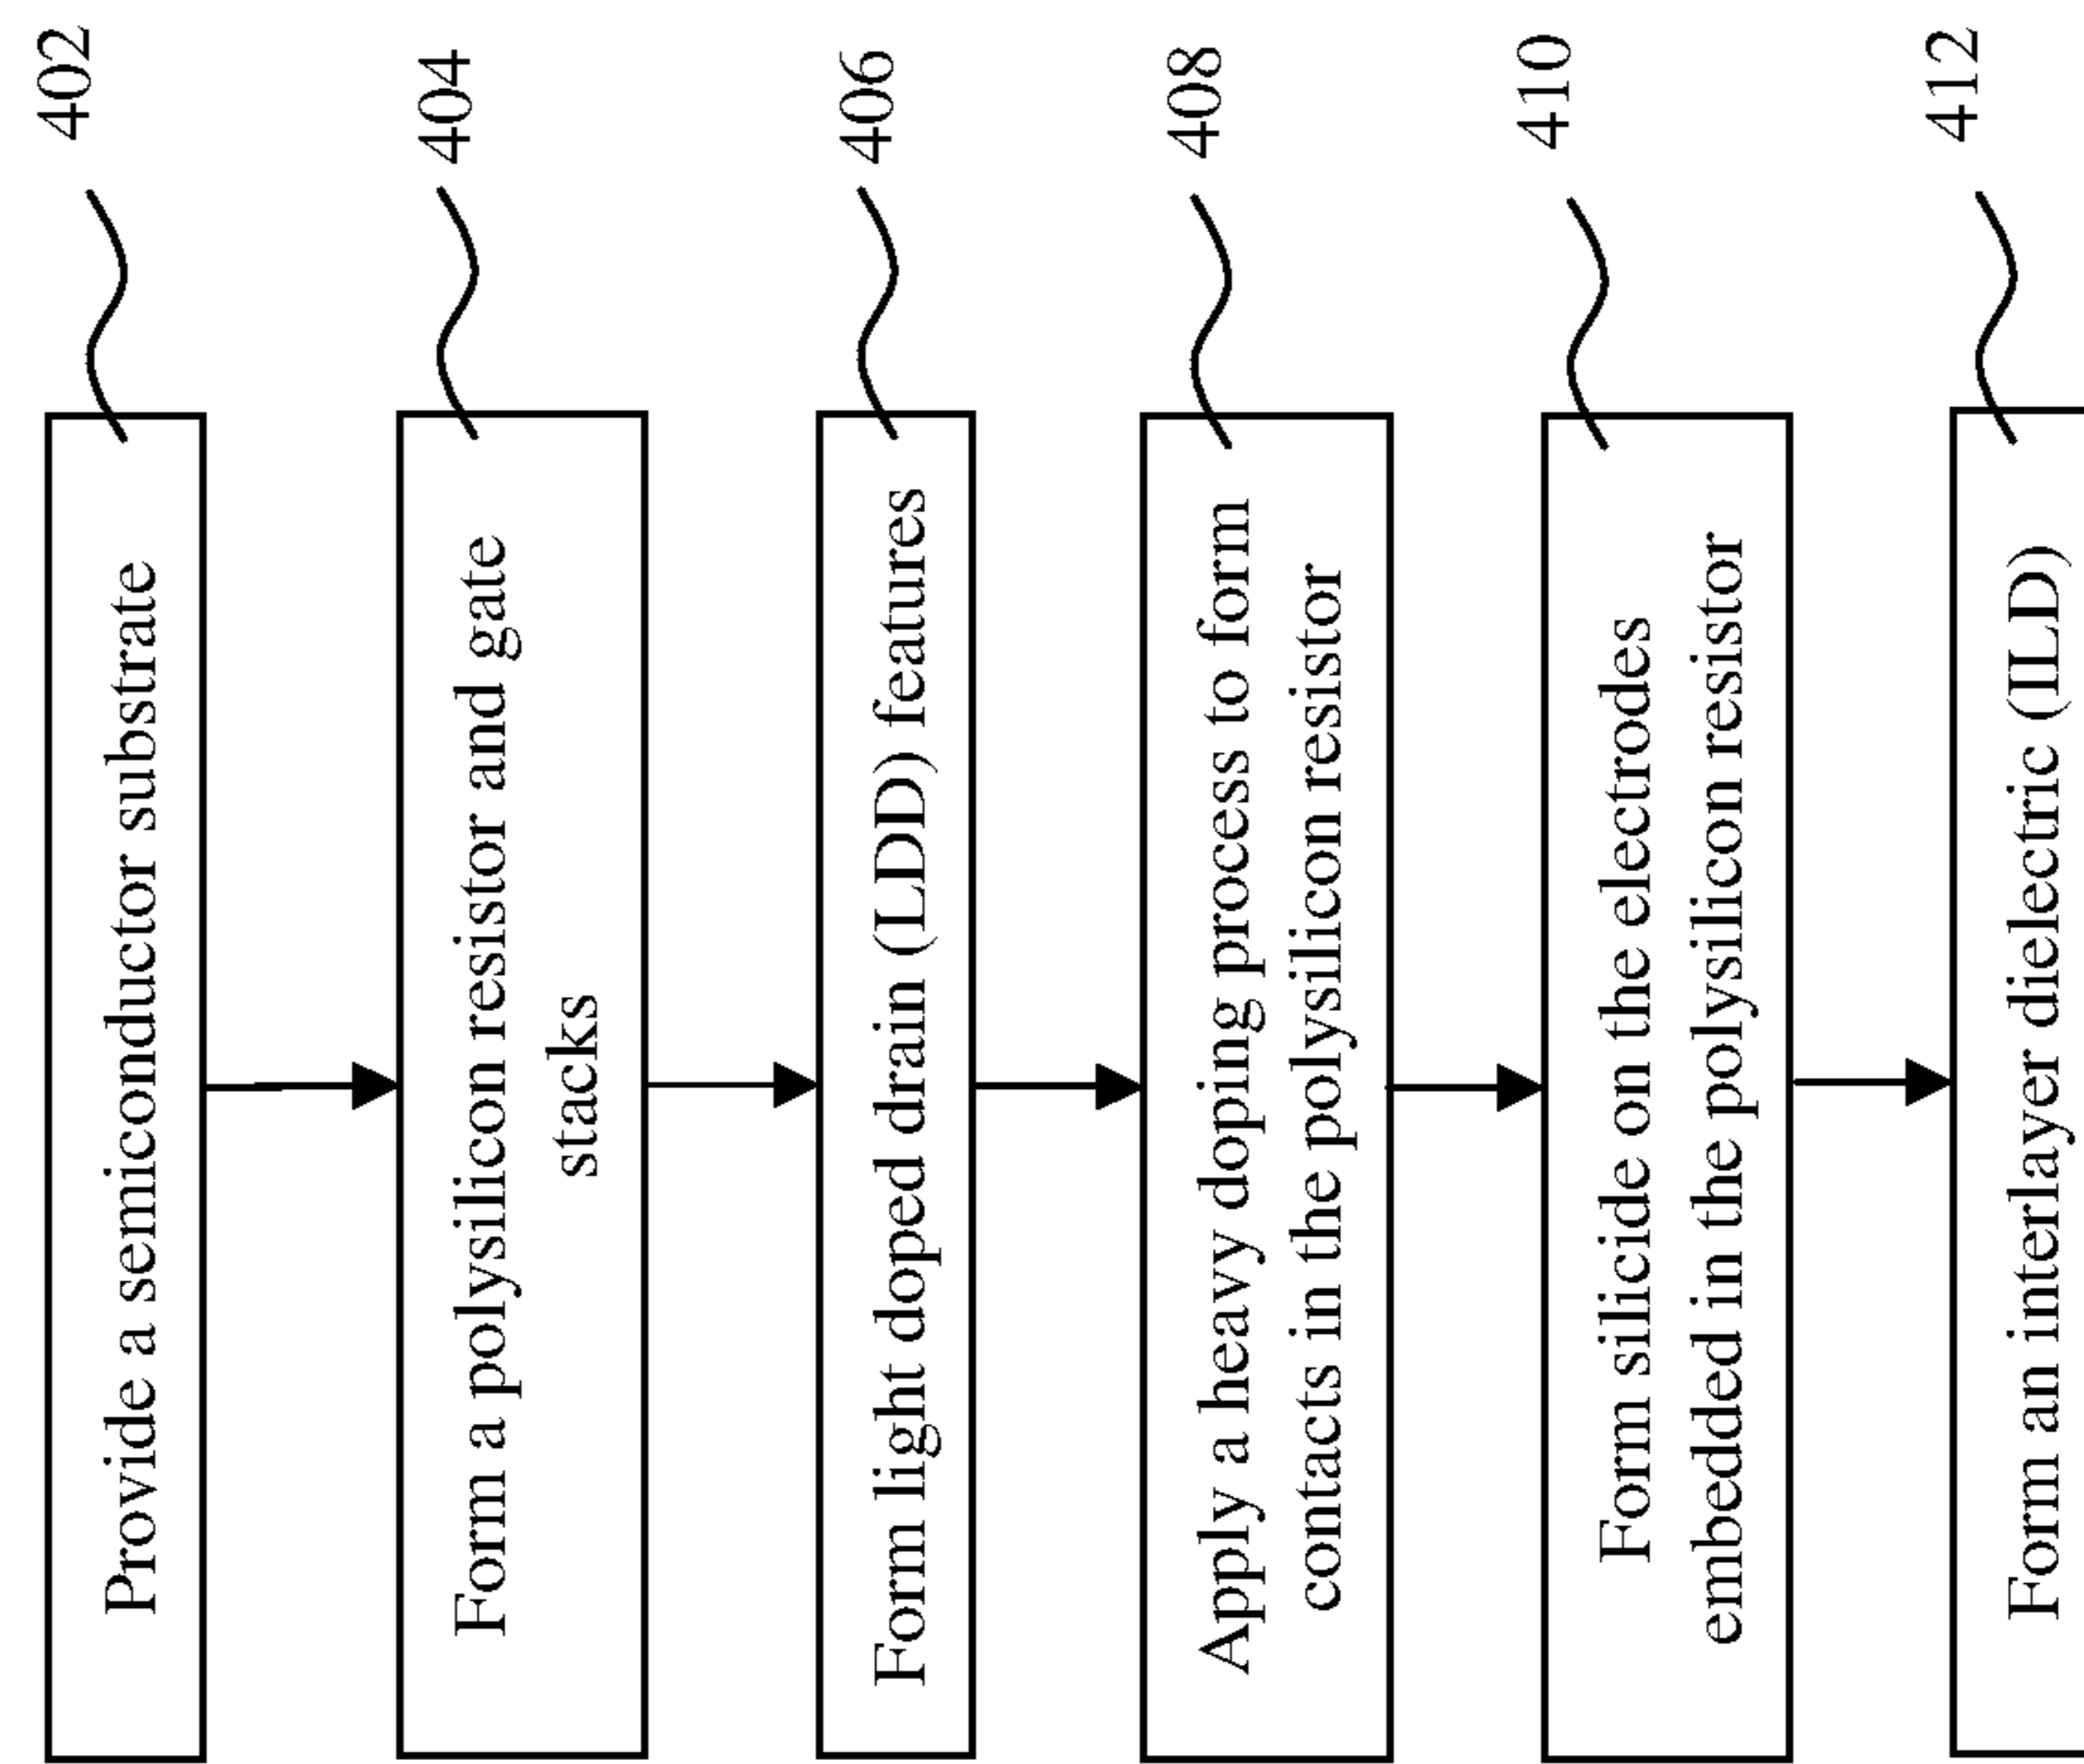 402
Provide a semiconductor substrate
404
Form a polysilicon resistor and gate
stacks
406
Form light doped drain (LDD) features
408
Apply a heavy doping process to form
contacts in the polysilicon resistor
410
Form silicide on the electrodes
embedded in the polysilicon resistor
412
Form an interlayer dielectric (ILD)